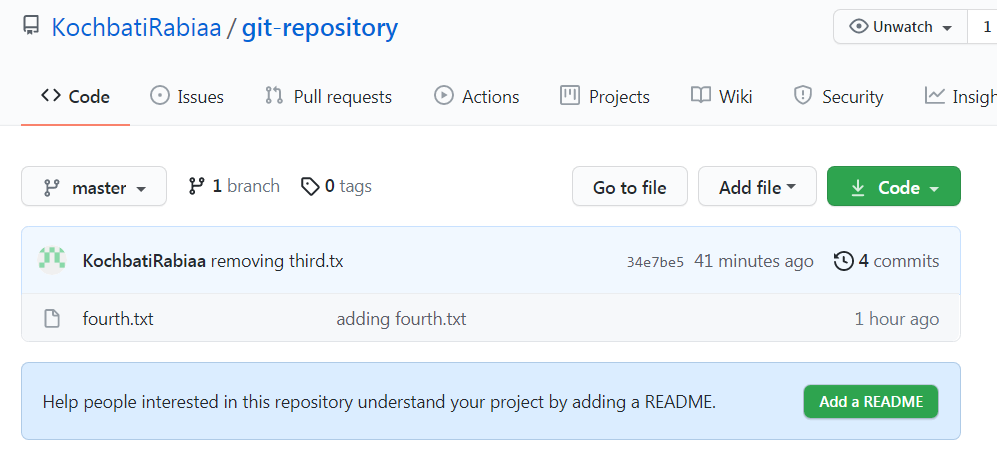 KochbatiRabiaa / git-repository
Unwatch 1
Code Issues Pull requests Actions Projects Wiki Security Insigh
master 1 branch 0 tags Go to file Add file Code
KochbatiRabiaa removing third.tx 34e7be5 41 minutes ago 4 commits
fourth.txt adding fourth.txt 1 hour ago
Help people interested in this repository understand your project by adding a README. Add a README